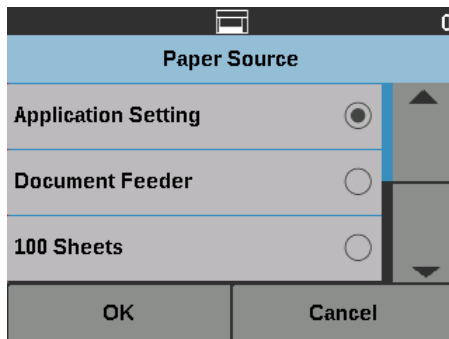 Paper Source
Application Setting
Document Feeder
100 Sheets
OK Cancel